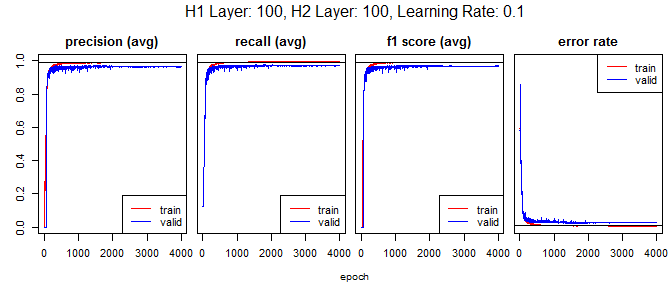 H1 Layer: 100, H2 Layer: 100, Learning Rate: 0.1
precision (avg)
recall (avg)
f1 score (avg)
error rate
0.0 0.2 0.4 0.6 0.8 1.0
train
valid
train
valid
train
valid
train
valid
0 1000 2000 3000 4000
0 1000 2000 3000 4000
0 1000 2000 3000 4000
0 1000 2000 3000 4000
epoch